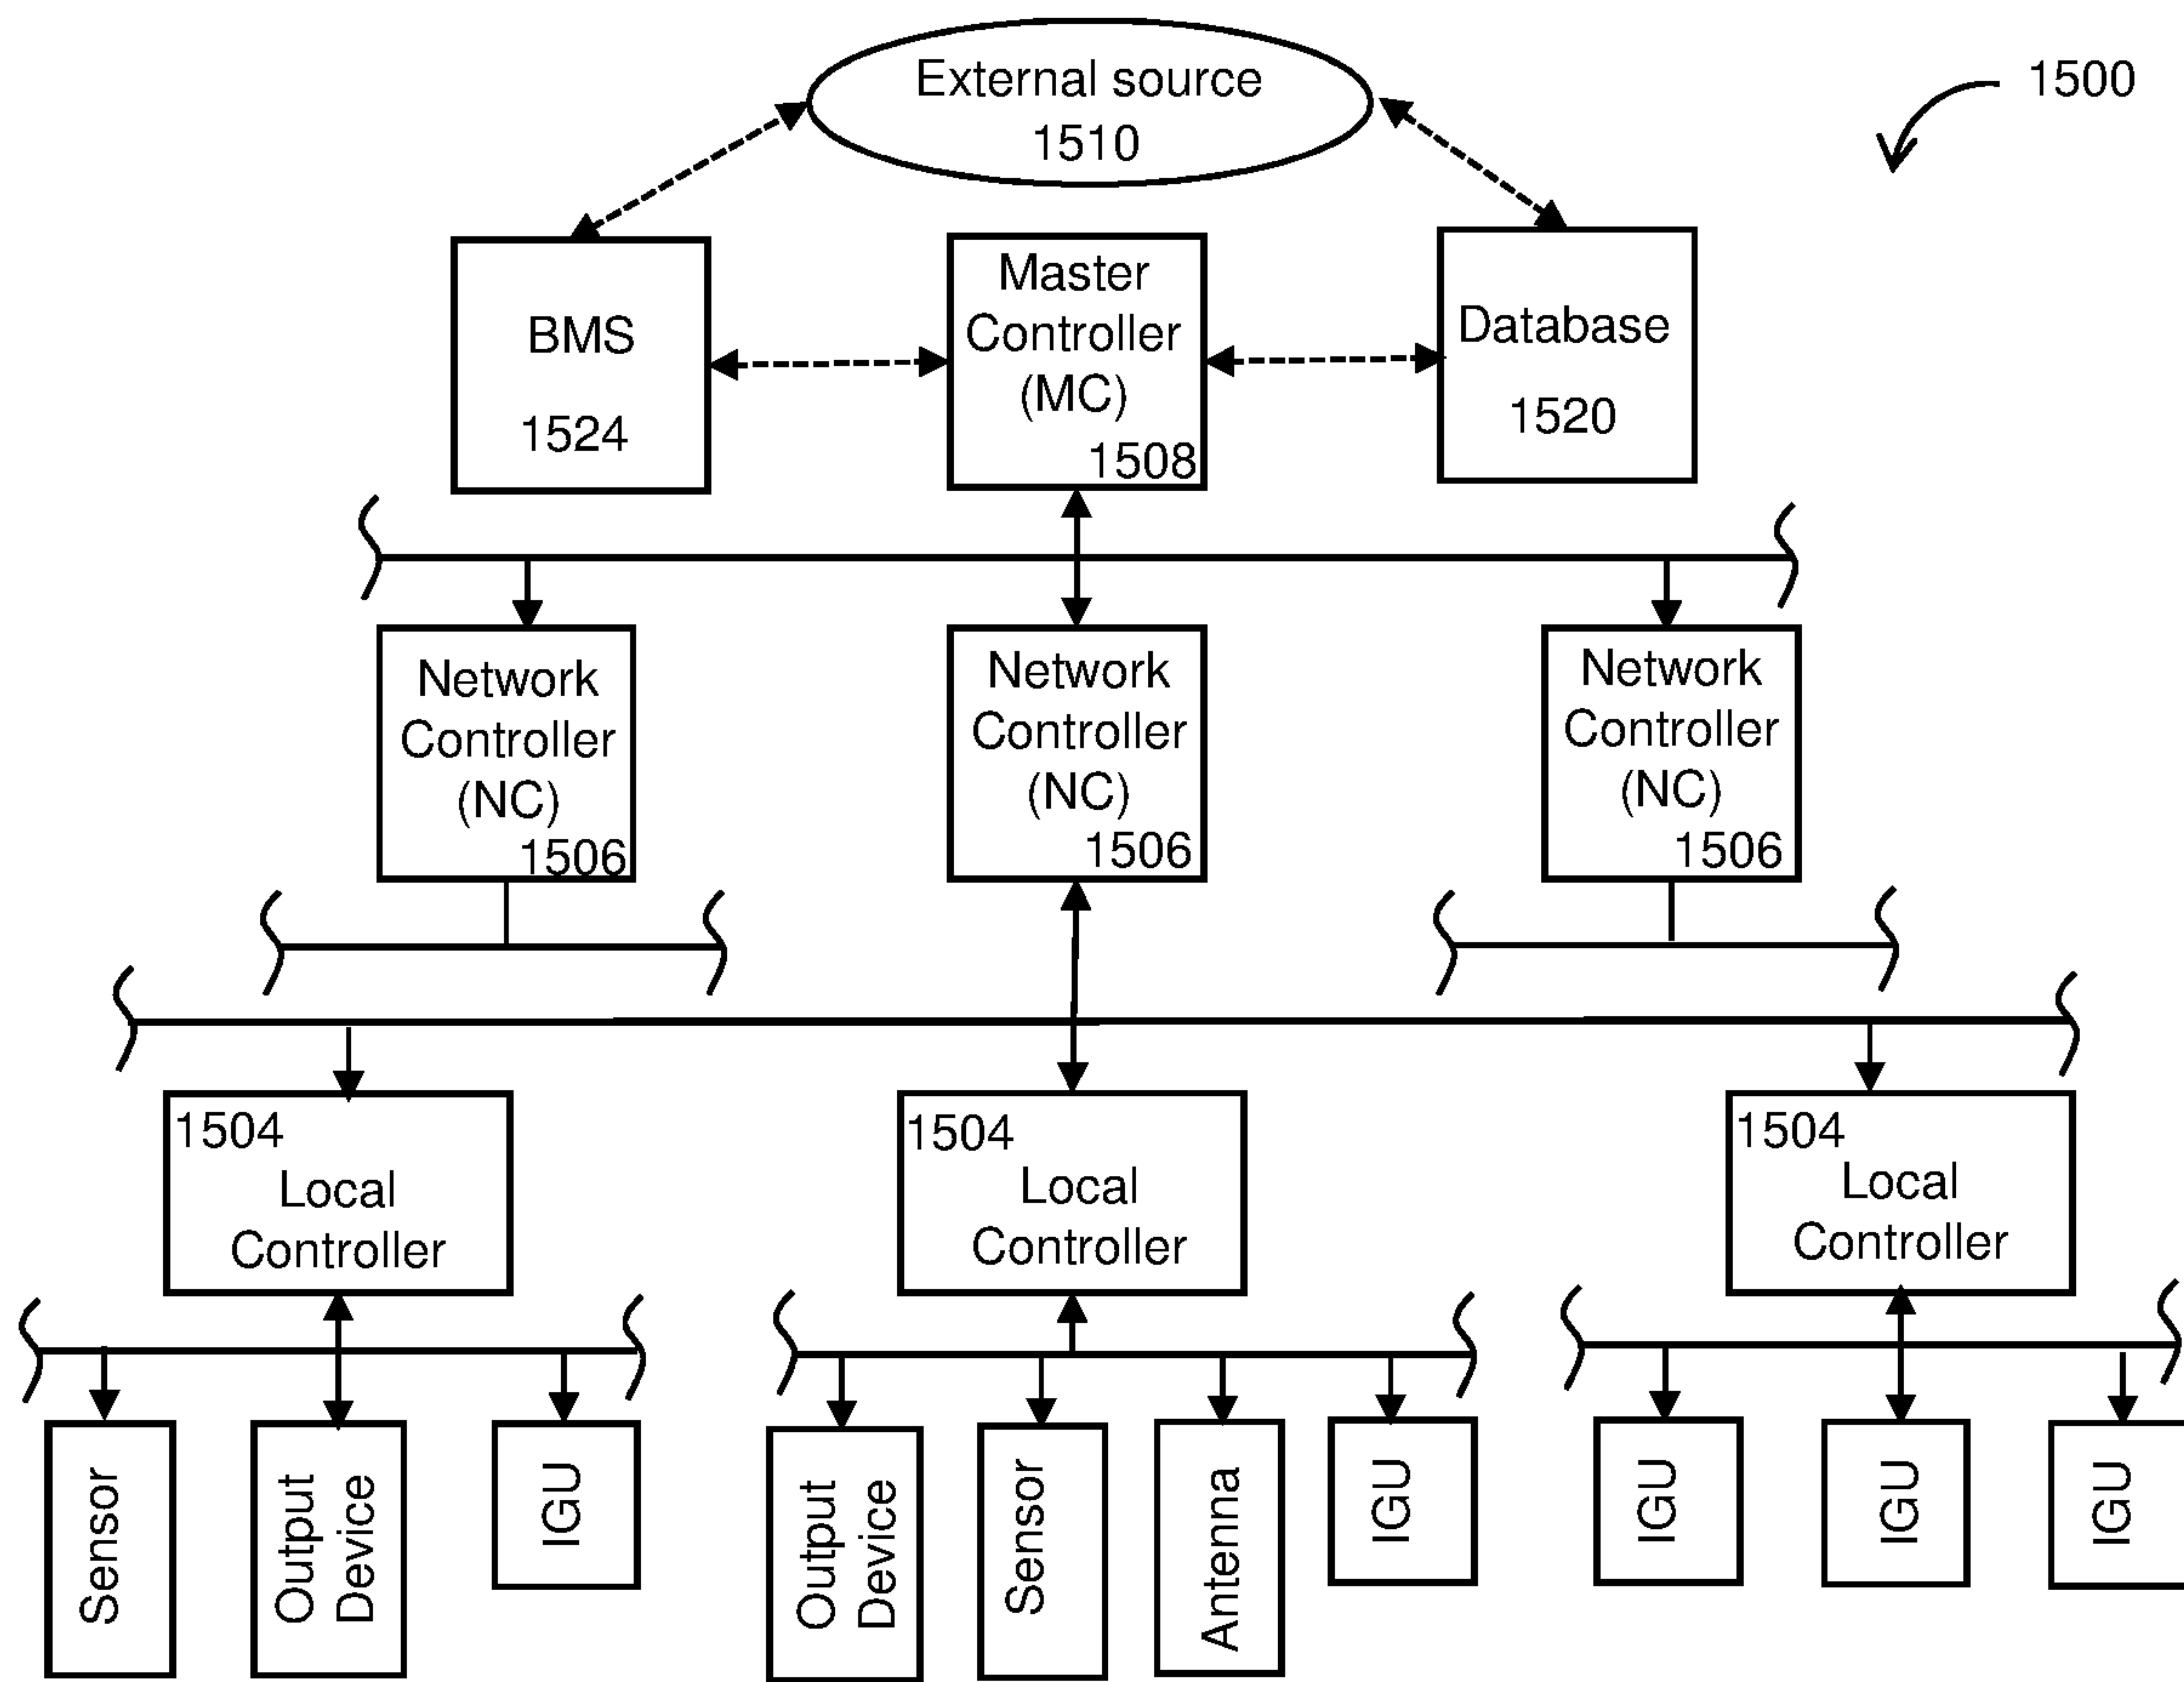 External source
1510
1500
BMS
1524
Master
Controller
(MC)
1508
Database
1520
Network
Controller
(NC)
1506
Network
Controller
(NC)
1506
Network
Controller
(NC)
1506
1504
Local
Controller
1504
Local
Controller
1504
Local
Controller
Sensor
Output
Device
IGU
Output
Device
Sensor
Antenna
IGU
IGU
IGU
IGU